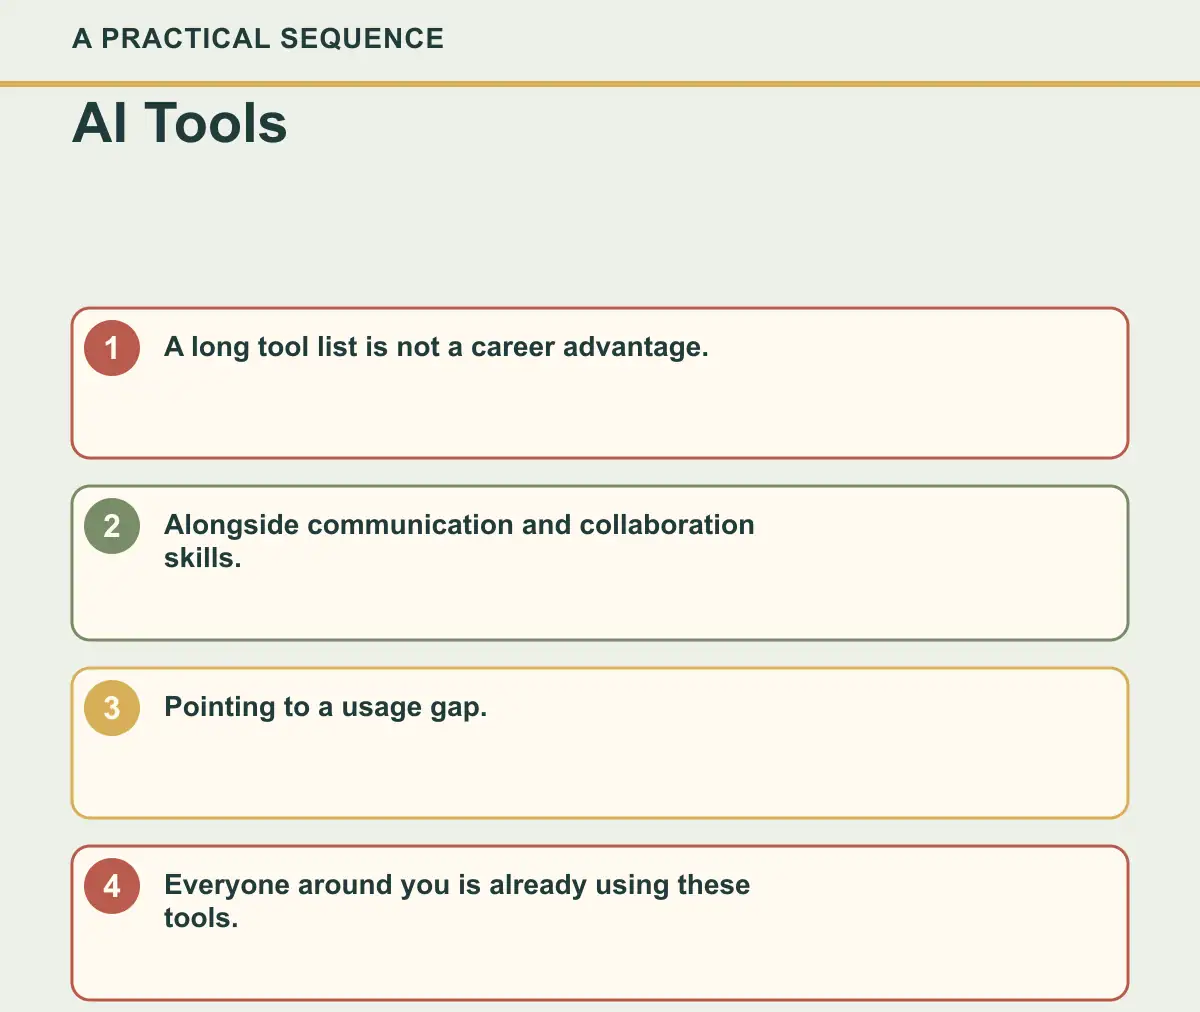 A PRACTICAL SEQUENCE
AI Tools
1
A long tool list is not a career advantage.
2
Alongside communication and collaboration
skills.
3
Pointing to a usage gap.
4
Everyone around you is already using these
tools.